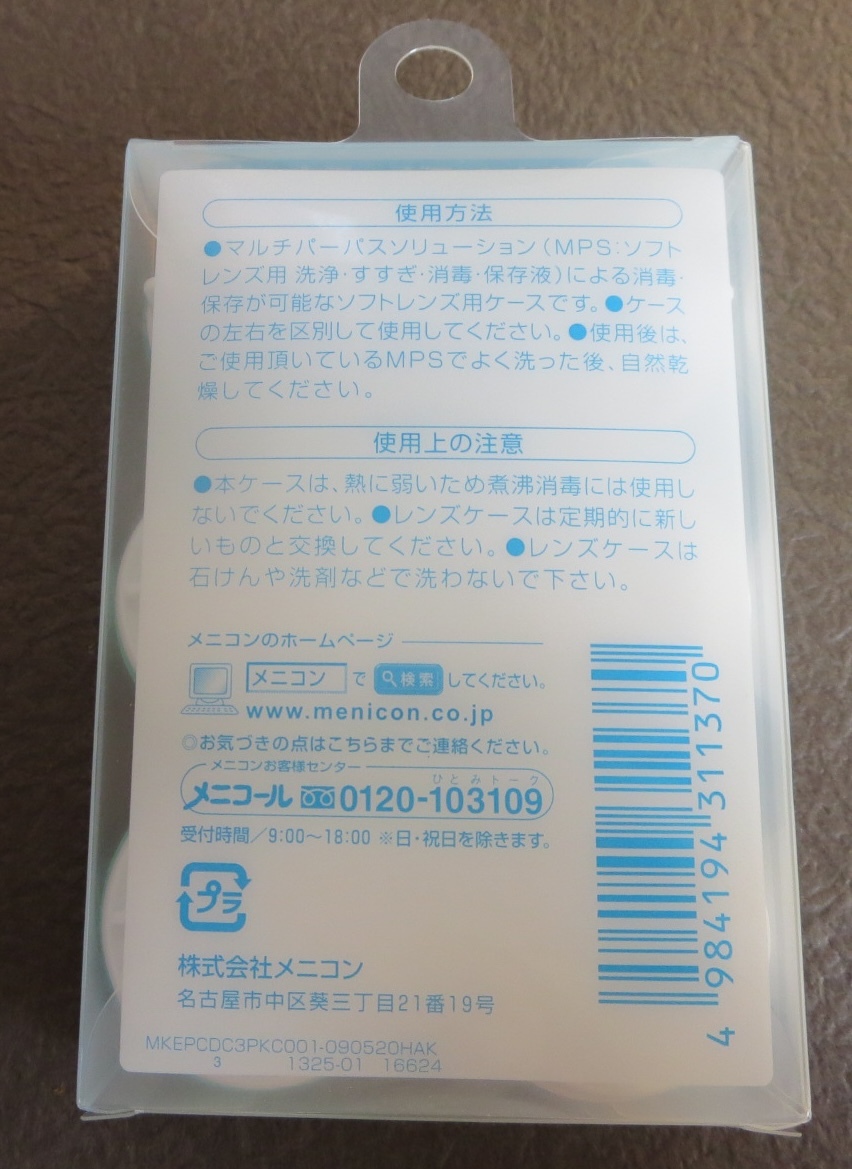 使用方法
●マルチパーパスソリューション(MPS:ソフト
レンズ用 洗浄・すすぎ・消毒・保存液)による消毒・
保存が可能なソフトレンズ用ケースです。●ケース
の左右を区別して使用してください。●使用後は、
ご使用頂いているMPSでよく洗った後、自然乾
燥してください。
使用上の注意
●本ケースは、熱に弱いため煮沸消毒には使用し
ないでください。●レンズケースは定期的に新し
いものと交換してください。●レンズケースは
石けんや洗剤などで洗わないで下さい。
メニコンのホームページ
メニコン で 検索 してください。
www.menicon.co.jp
◎お気づきの点はこちらまでご連絡ください。
メニコンお客様センター
ひとみトーク
メニコール 0120-103109
受付時間/9:00〜18:00 ※日・祝日を除きます。
プラ
株式会社メニコン
名古屋市中区葵三丁目21番19号
MKEPCDC3PKC001-090520HAK
3 1325-01 16624
4 984194 311370